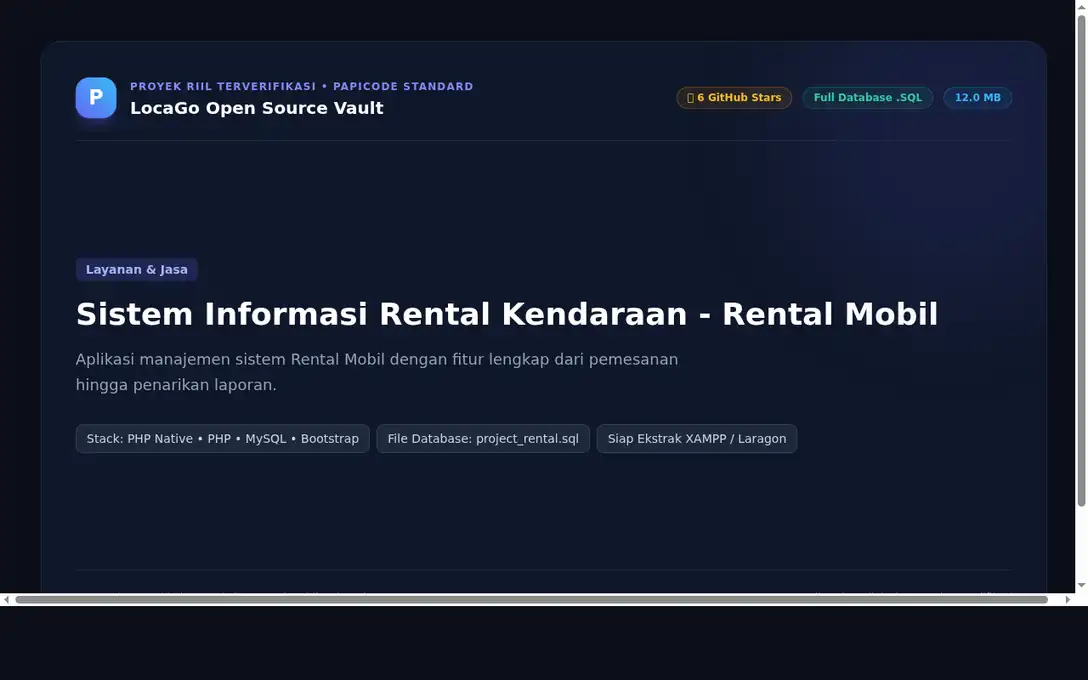 P
PROYEK RIIL TERVERIFIKASI • PAPICODE STANDARD
LocaGo Open Source Vault
6 GitHub Stars
Full Database .SQL
12.0 MB
Layanan & Jasa
Sistem Informasi Rental Kendaraan - Rental Mobil
Aplikasi manajemen sistem Rental Mobil dengan fitur lengkap dari pemesanan
hingga penarikan laporan.
Stack: PHP Native • PHP • MySQL • Bootstrap
File Database: project_rental.sql
Siap Ekstrak XAMPP / Laragon